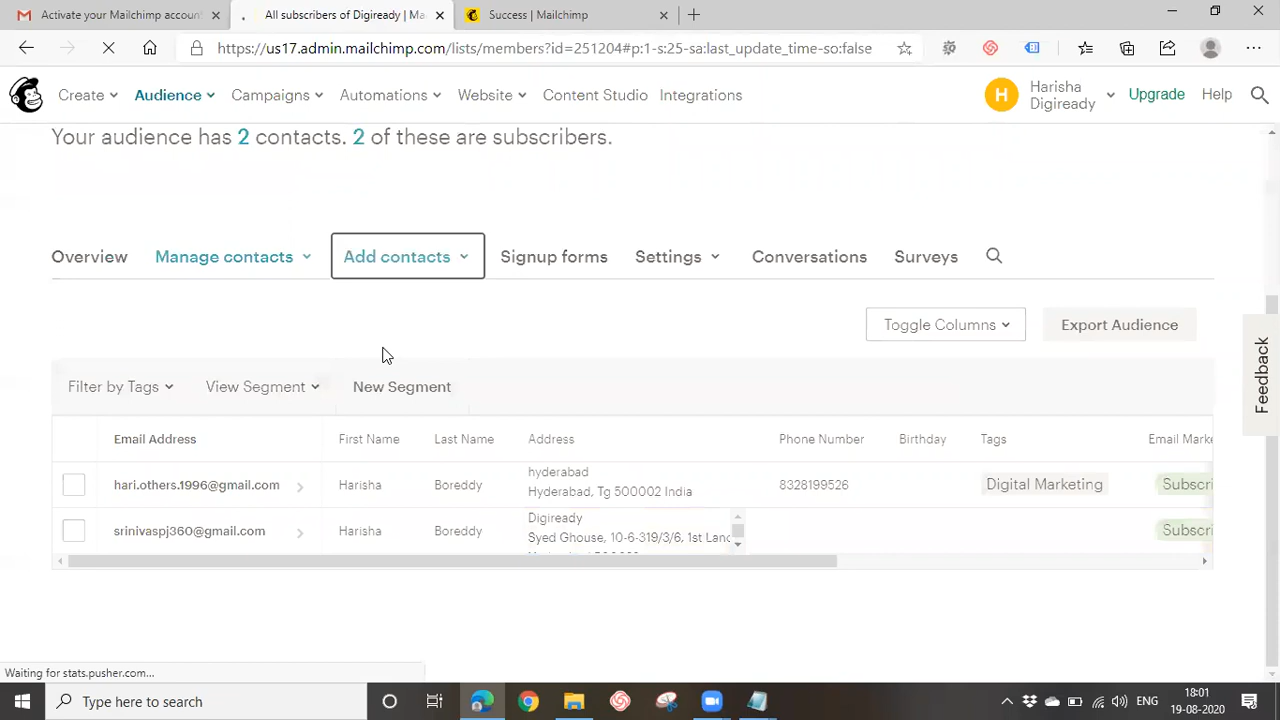 Activate your Mailchimp accoun
All subscribers of Digiready | Ma
Success | Mailchimp
https://us17.admin.mailchimp.com/lists/members?id=251204#p:1-s:25-sa:last_update_time-so:false
Create Audience Campaigns Automations Website Content Studio Integrations
H Harisha Digiready
Upgrade Help
Your audience has 2 contacts. 2 of these are subscribers.
Overview Manage contacts Add contacts Signup forms Settings Conversations Surveys
Toggle Columns Export Audience
Feedback
Filter by Tags View Segment New Segment
Email Address First Name Last Name Address Phone Number Birthday Tags Email Marke
hari.others.1996@gmail.com Harisha Boreddy hyderabad
Hyderabad, Tg 500002 India 8328199526 Digital Marketing Subscri
srinivaspj360@gmail.com Harisha Boreddy Digiready
Syed Ghouse, 10-6-319/3/6, 1st Lanc Subscri
Waiting for stats.pusher.com...
Type here to search
ENG
18:01
19-08-2020